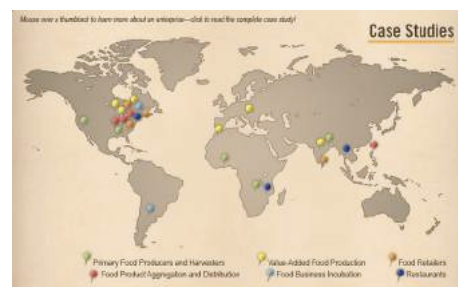 Mouse over a thumbtack to learn more about an enterprise—click to read the complete case study!
Case Studies
Primary Food Producers and Harvesters
Value-Added Food Production
Food Retailers
Food Product Aggregation and Distribution
Food Business Incubation
Restaurants